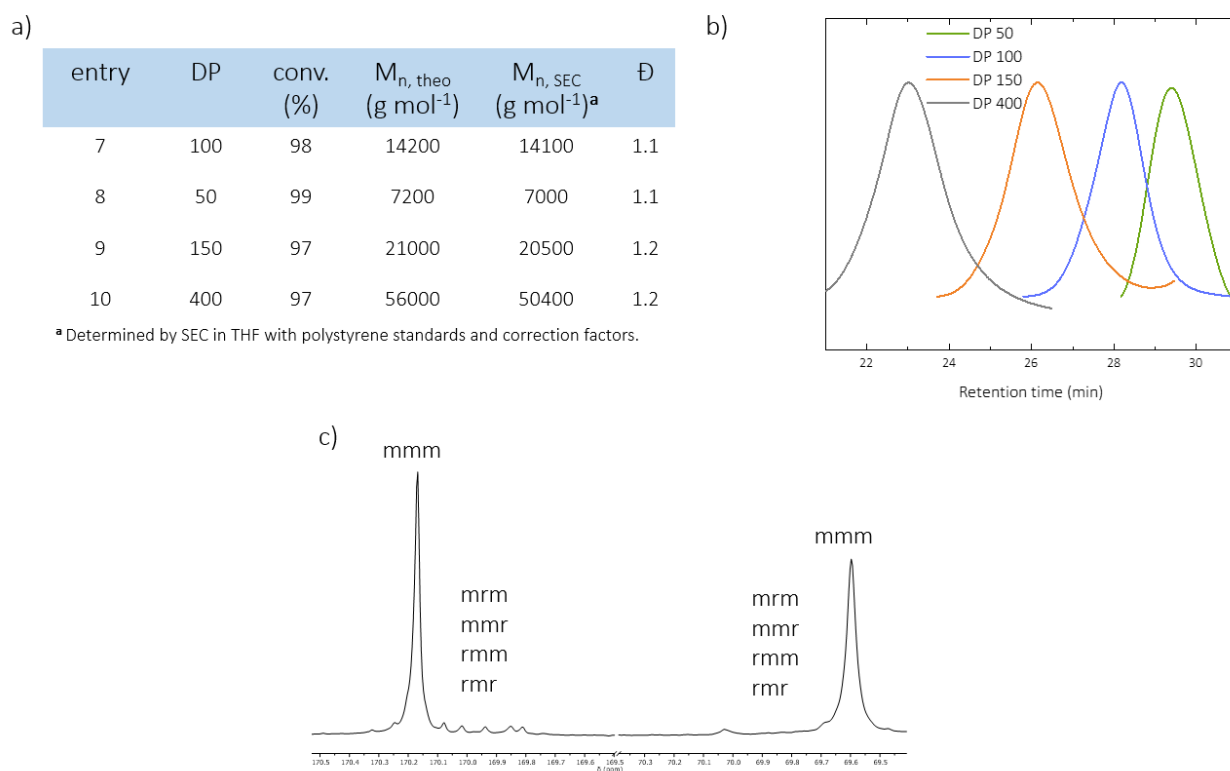 a)
entry DP conv. (%) Mn, theo (g mol-1) Mn, SEC (g mol-1)a Đ
7 100 98 14200 14100 1.1
8 50 99 7200 7000 1.1
9 150 97 21000 20500 1.2
10 400 97 56000 50400 1.2
a Determined by SEC in THF with polystyrene standards and correction factors.
b)
DP 50
DP 100
DP 150
DP 400
22 24 26 28 30
Retention time (min)
c)
mmm
mrm
mmr
rmm
rmr
mmm
mrm
mmr
rmm
rmr
170.5 170.4 170.3 170.2 170.1 170.0 169.9 169.8 169.7 169.6 169.5 70.1 70.0 69.9 69.8 69.7 69.6 69.5
δ (ppm)